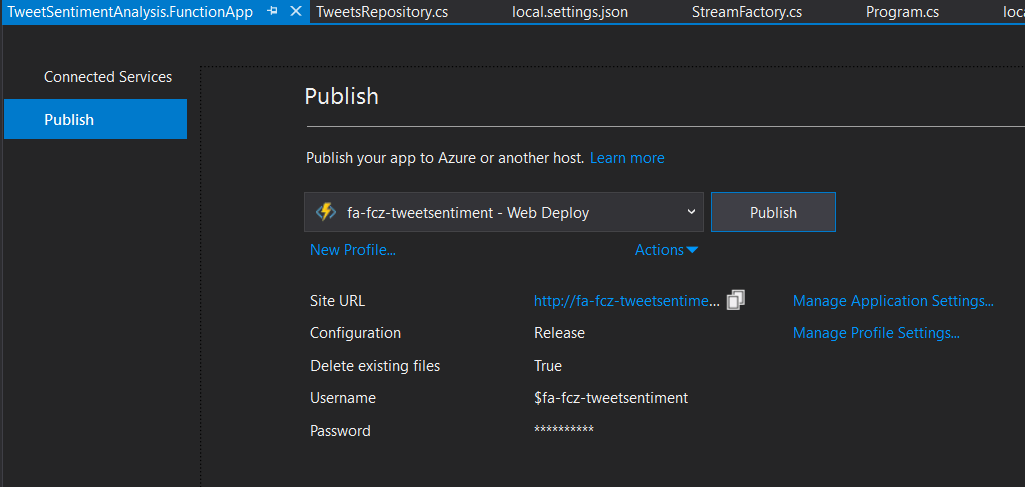 TweetSentimentAnalysis.FunctionApp TweetsRepository.cs local.settings.json StreamFactory.cs Program.cs loc
Connected Services
Publish
Publish
Publish your app to Azure or another host. Learn more
fa-fcz-tweetsentiment - Web Deploy Publish
New Profile... Actions
Site URL http://fa-fcz-tweetsentime... Manage Application Settings...
Configuration Release Manage Profile Settings...
Delete existing files True
Username $fa-fcz-tweetsentiment
Password **********